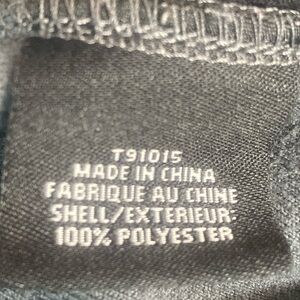 T91015
MADE IN CHINA
FABRIQUE AU CHINE
SHELL/EXTERIEUR:
100% POLYESTER